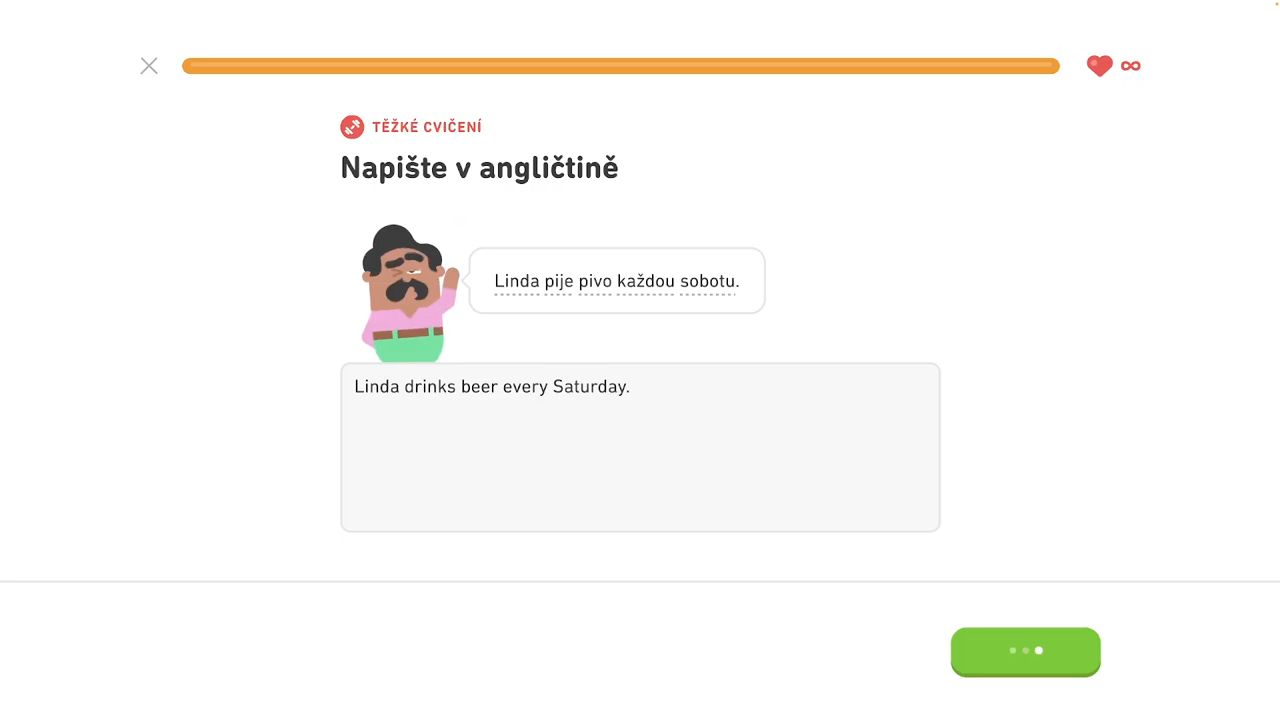 ∞
TĚŽKÉ CVIČENÍ
Napište v angličtině
Linda pije pivo každou sobotu.
Linda drinks beer every Saturday.